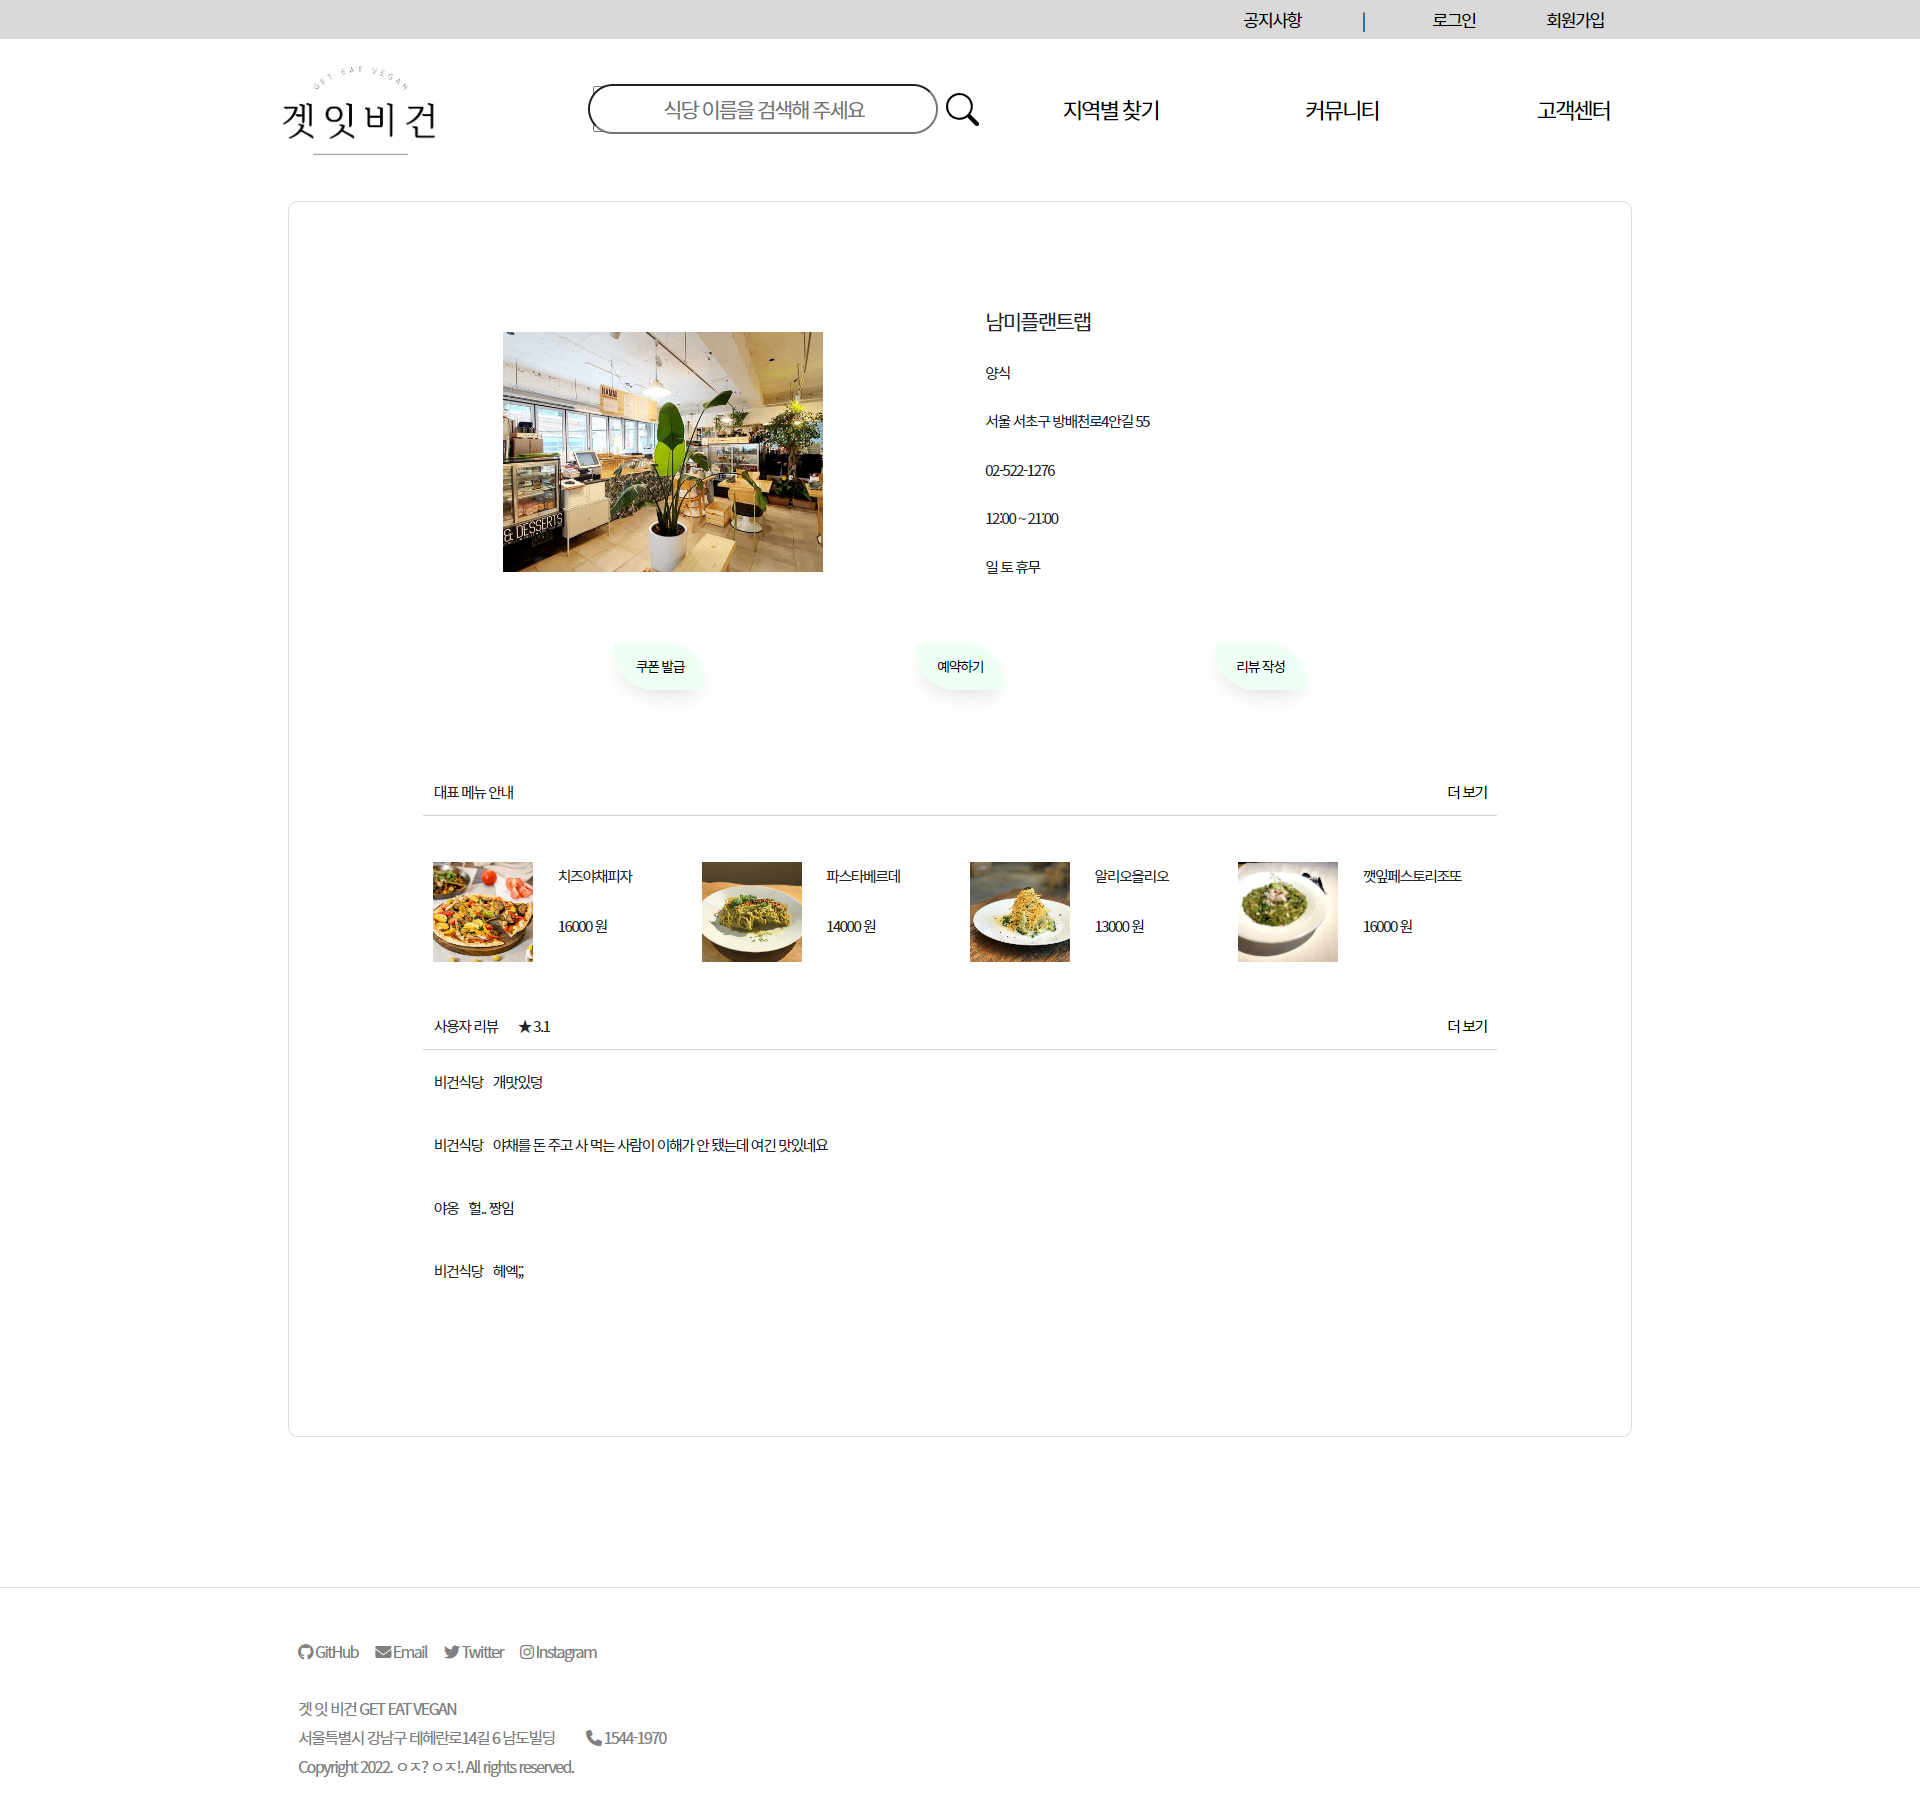 공지사항 | 로그인 회원가입
GET EAT VEGAN
겟잇비건
식당 이름을 검색해 주세요
지역별 찾기 커뮤니티 고객센터
남미플랜트랩
양식
서울 서초구 방배천로4안길 55
02-522-1276
12:00 ~ 21:00
일 토 휴무
& DESSERTS
쿠폰 발급 예약하기 리뷰 작성
대표 메뉴 안내 더 보기
치즈야채피자 파스타베르데 알리오올리오 깻잎페스토리조또
16000 원 14000 원 13000 원 16000 원
사용자 리뷰 ★ 3.1 더 보기
비건식당 개맛있덩
비건식당 야채를 돈 주고 사 먹는 사람이 이해가 안 됐는데 여긴 맛있네요
야옹 헐.. 짱임
비건식당 헤엑;;
GitHub Email Twitter Instagram
겟 잇 비건 GET EAT VEGAN
서울특별시 강남구 테헤란로14길 6 남도빌딩 1544-1970
Copyright 2022. ㅇㅈ? ㅇㅈ!. All rights reserved.